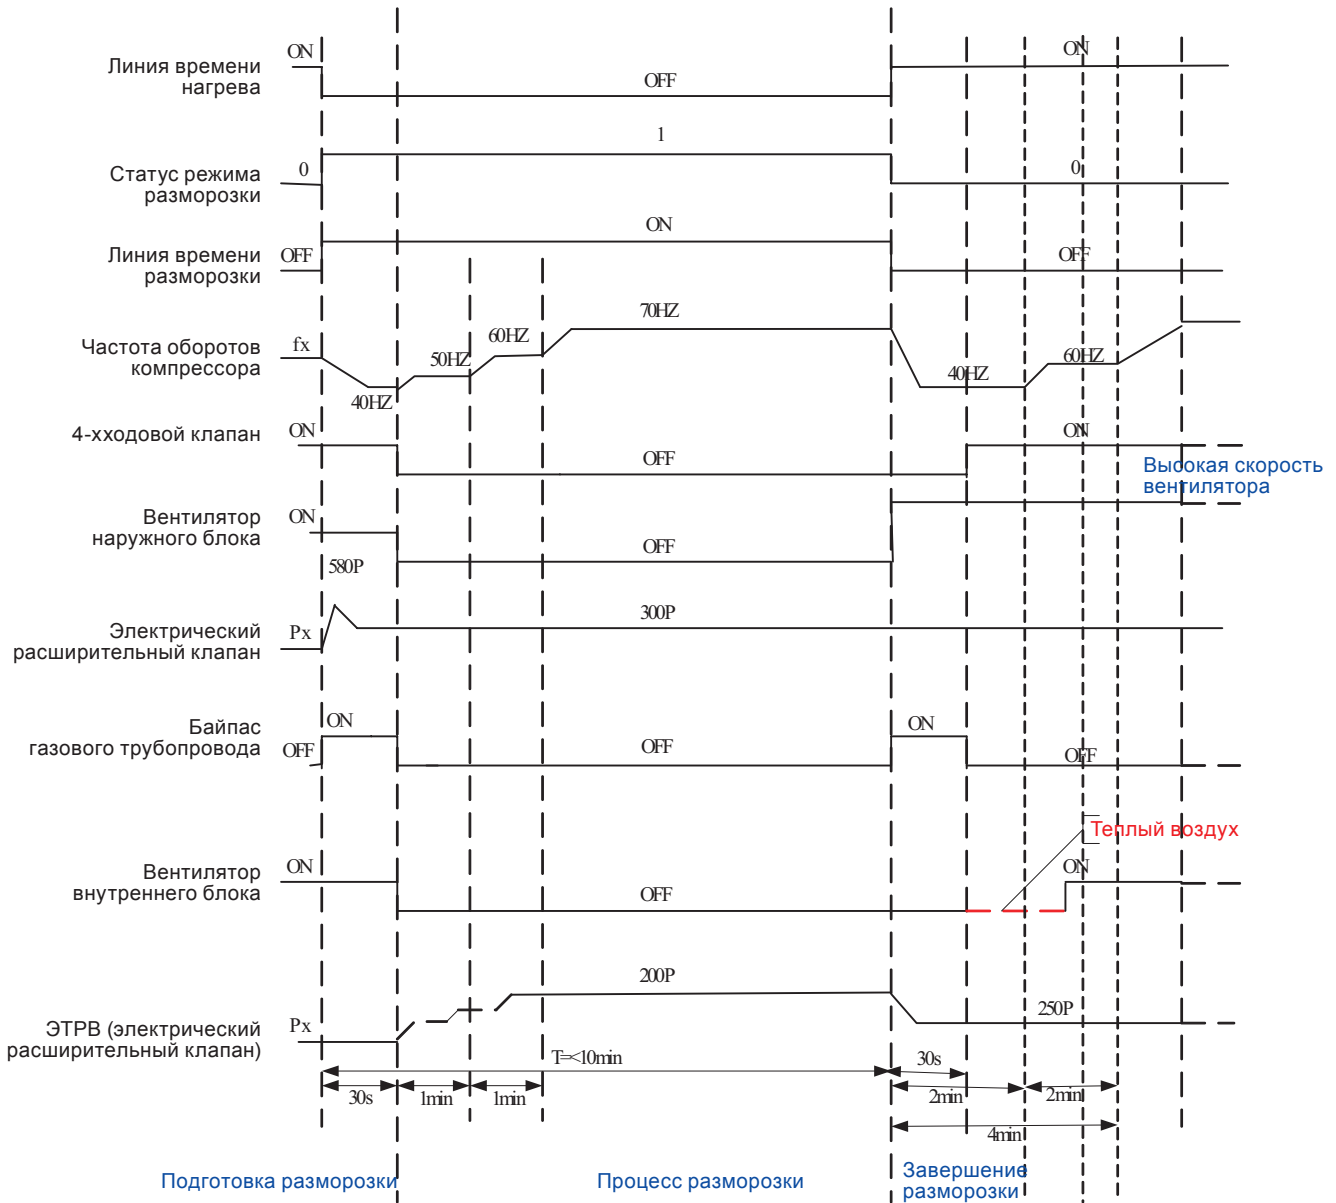 ON
ON
Линия времени
нагрева
OFF
1
0
0
Статус режима
разморозки
ON
Линия времени
разморозки
OFF
OFF
70HZ
60HZ
50HZ
60HZ
fx
Частота оборотов
компрессора
40HZ
40HZ
4-хходовой клапан
ON
ON
OFF
Высокая скорость
вентилятора
Вентилятор
наружного блока
ON
OFF
580P
300P
Электрический
расширительный клапан
Px
Байпас
газового трубопровода
ON
ON
OFF
OFF
OFF
Теплый воздух
Вентилятор
внутреннего блока
ON
ON
OFF
200P
250P
ЭТРВ (электрический
расширительный клапан)
Px
T=<10min
30s
30s
1min
1min
2min
2min
4min
Подготовка разморозки
Процесс разморозки
Завершение
разморозки